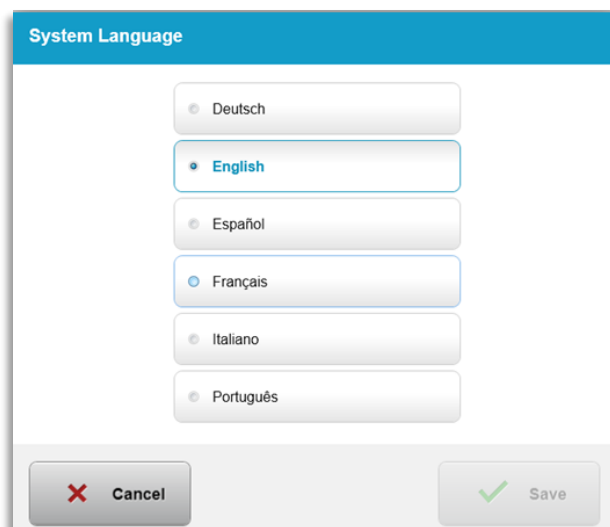 System Language
Deutsch
English
Español
Français
Italiano
Português
Cancel
Save